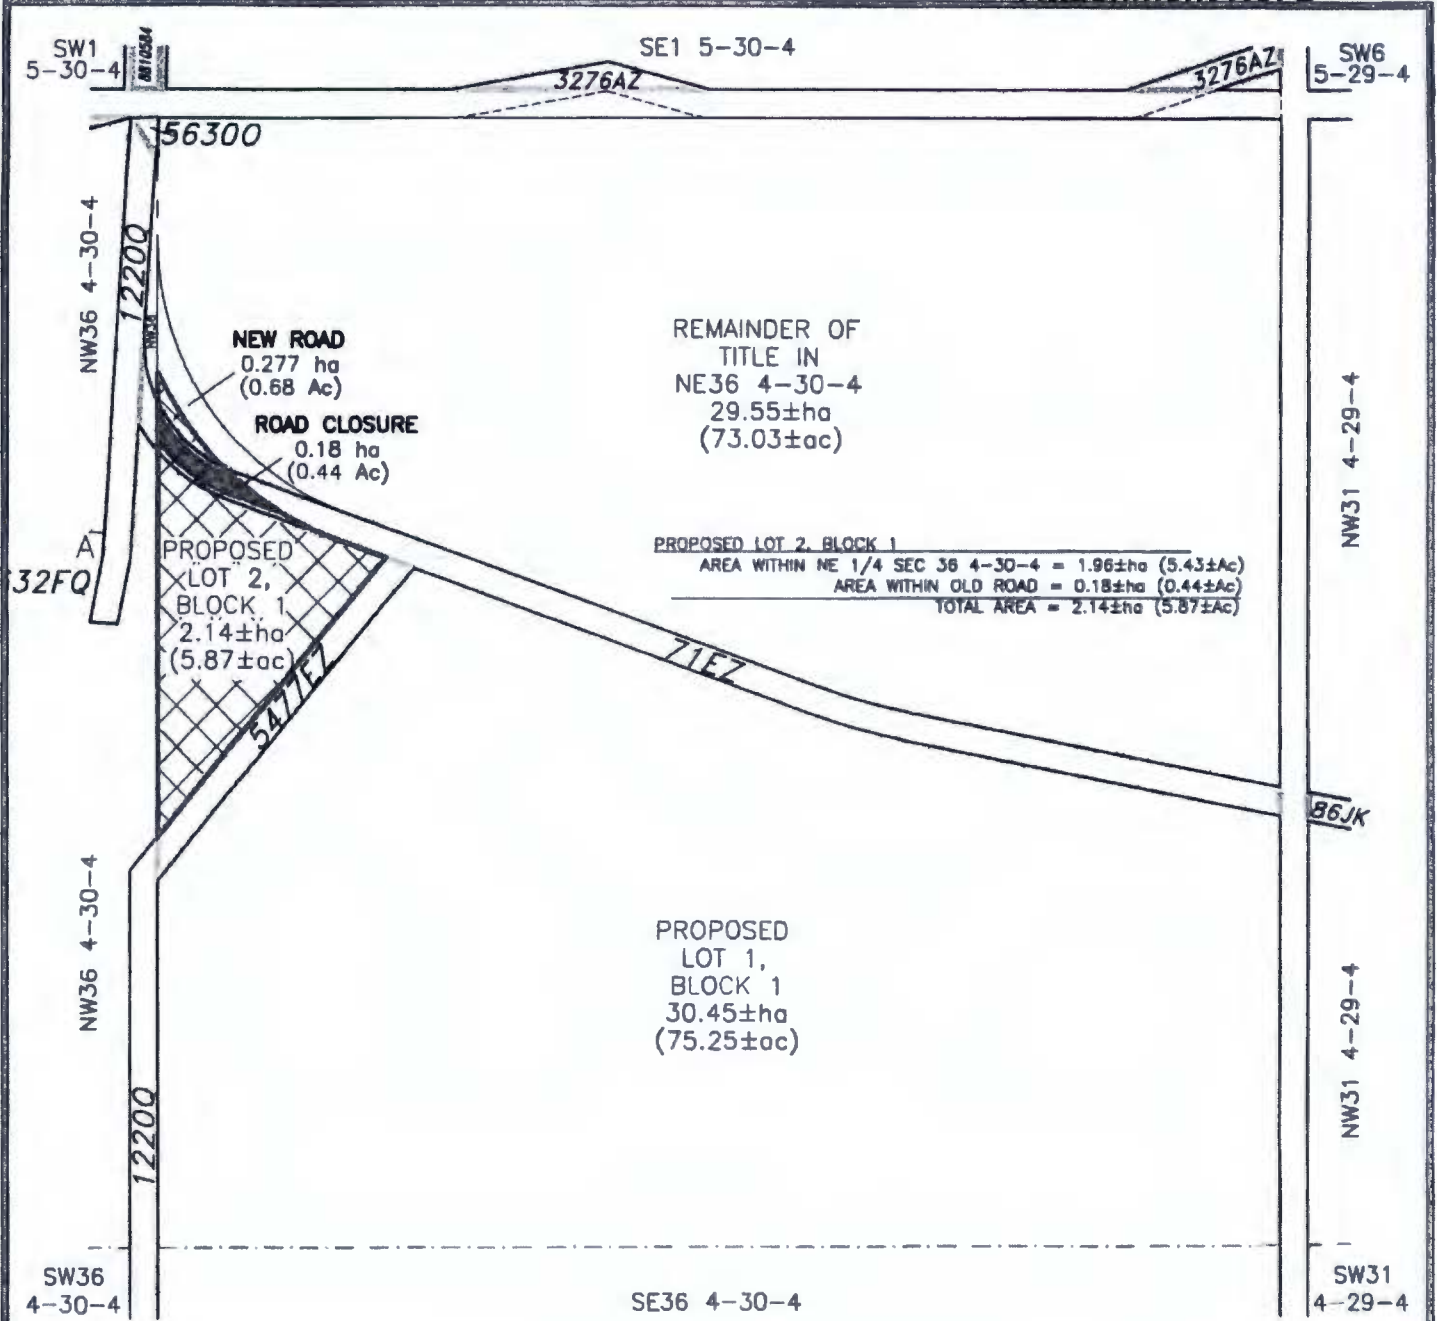 SW1
5-30-4
8810584
SE1 5-30-4
3276AZ
3276AZ
SW6
5-29-4
5630O
NW36 4-30-4
1220Q
NW36
NEW ROAD
0.277 ha
(0.68 Ac)
ROAD CLOSURE
0.18 ha
(0.44 Ac)
REMAINDER OF
TITLE IN
NE36 4-30-4
29.55±ha
(73.03±ac)
NW31 4-29-4
A
632FQ
PROPOSED
LOT 2,
BLOCK 1
2.14±ha
(5.87±ac)
PROPOSED LOT 2, BLOCK 1
AREA WITHIN NE 1/4 SEC 36 4-30-4 = 1.96±ha (5.43±Ac)
AREA WITHIN OLD ROAD = 0.18±ha (0.44±Ac)
TOTAL AREA = 2.14±ha (5.87±Ac)
71EZ
5477EZ
86JK
NW36 4-30-4
PROPOSED
LOT 1,
BLOCK 1
30.45±ha
(75.25±ac)
NW31 4-29-4
1220Q
SW36
4-30-4
SE36 4-30-4
SW31
4-29-4